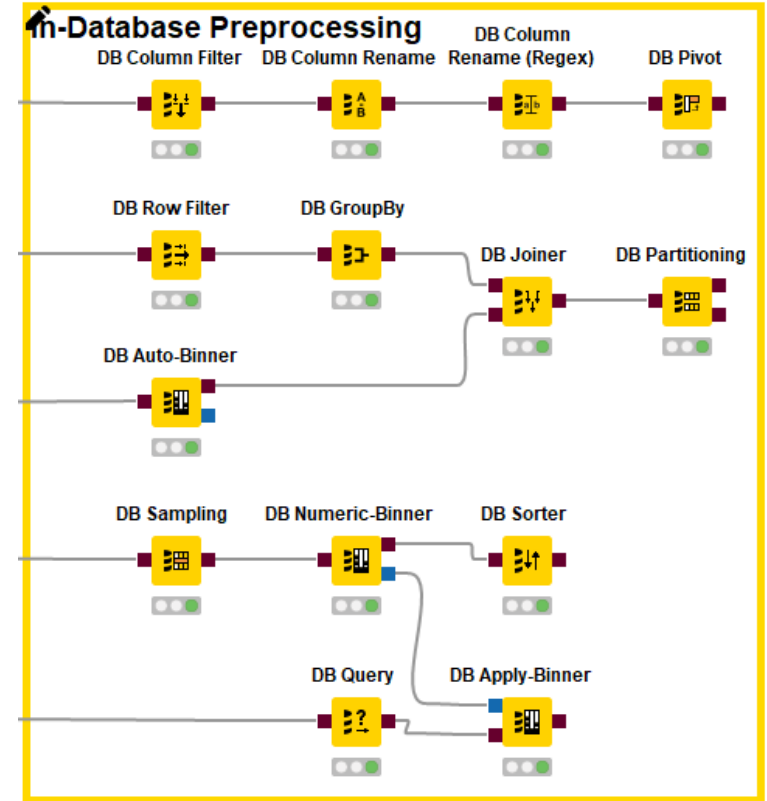 In-Database Preprocessing
DB Column Filter
DB Column Rename
DB Column
Rename (Regex)
DB Pivot
A
B
a b
DB Row Filter
DB GroupBy
DB Joiner
DB Partitioning
DB Auto-Binner
DB Sampling
DB Numeric-Binner
DB Sorter
DB Query
DB Apply-Binner
?